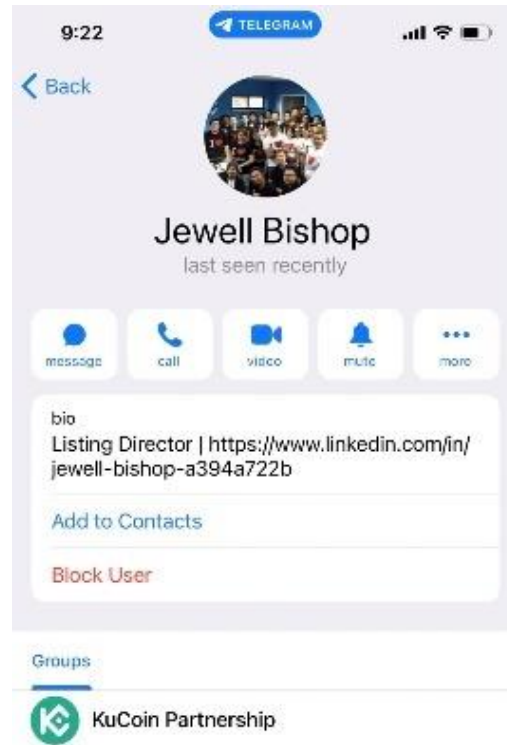 9:22
TELEGRAM
Back
Jewell Bishop
last seen recently
message
call
video
mute
more
bio
Listing Director | https://www.linkedin.com/in/
jewell-bishop-a394a722b
Add to Contacts
Block User
Groups
KuCoin Partnership